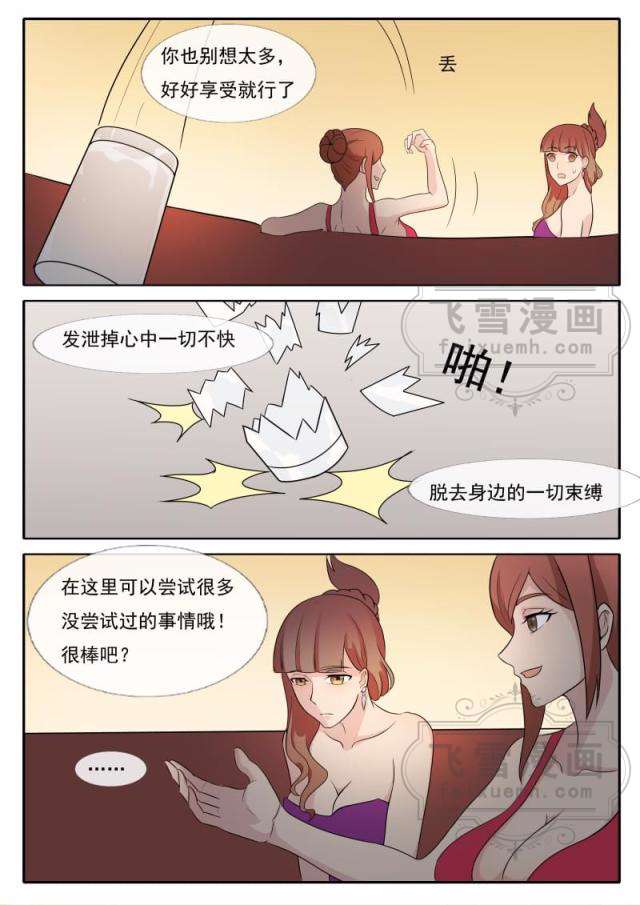 你也别想太多，
好好享受就行了
丢
飞雪漫画
feixuemh.com
发泄掉心中一切不快
啪！
脱去身边的一切束缚
在这里可以尝试很多
没尝试过的事情哦！
很棒吧？
……
飞雪漫画
feixuemh.com